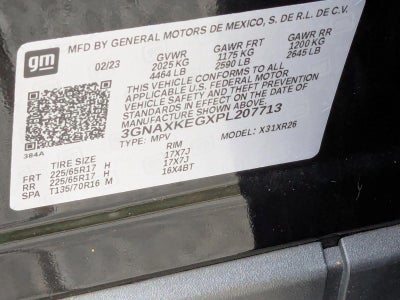 gm
MFD BY GENERAL MOTORS DE MEXICO, S. DE R.L. DE C.V.
02/23 GVWR GAWR FRT GAWR RR
2025 KG 1175 KG 1200 KG
4464 LB 2590 LB 2645 LB
THIS VEHICLE CONFORMS TO ALL
APPLICABLE U.S. FEDERAL MOTOR
VEHICLE SAFETY AND THEFT PREVENTION
STANDARDS IN EFFECT ON THE DATE OF
MANUFACTURE SHOWN ABOVE.
3GNAXKEGXPL207713
384A TYPE: MPV MODEL: X31XR26
TIRE SIZE RIM
FRT 225/65R17 H 17X7J
RR 225/65R17 H 17X7J
SPA T135/70R16 M 16X4BT